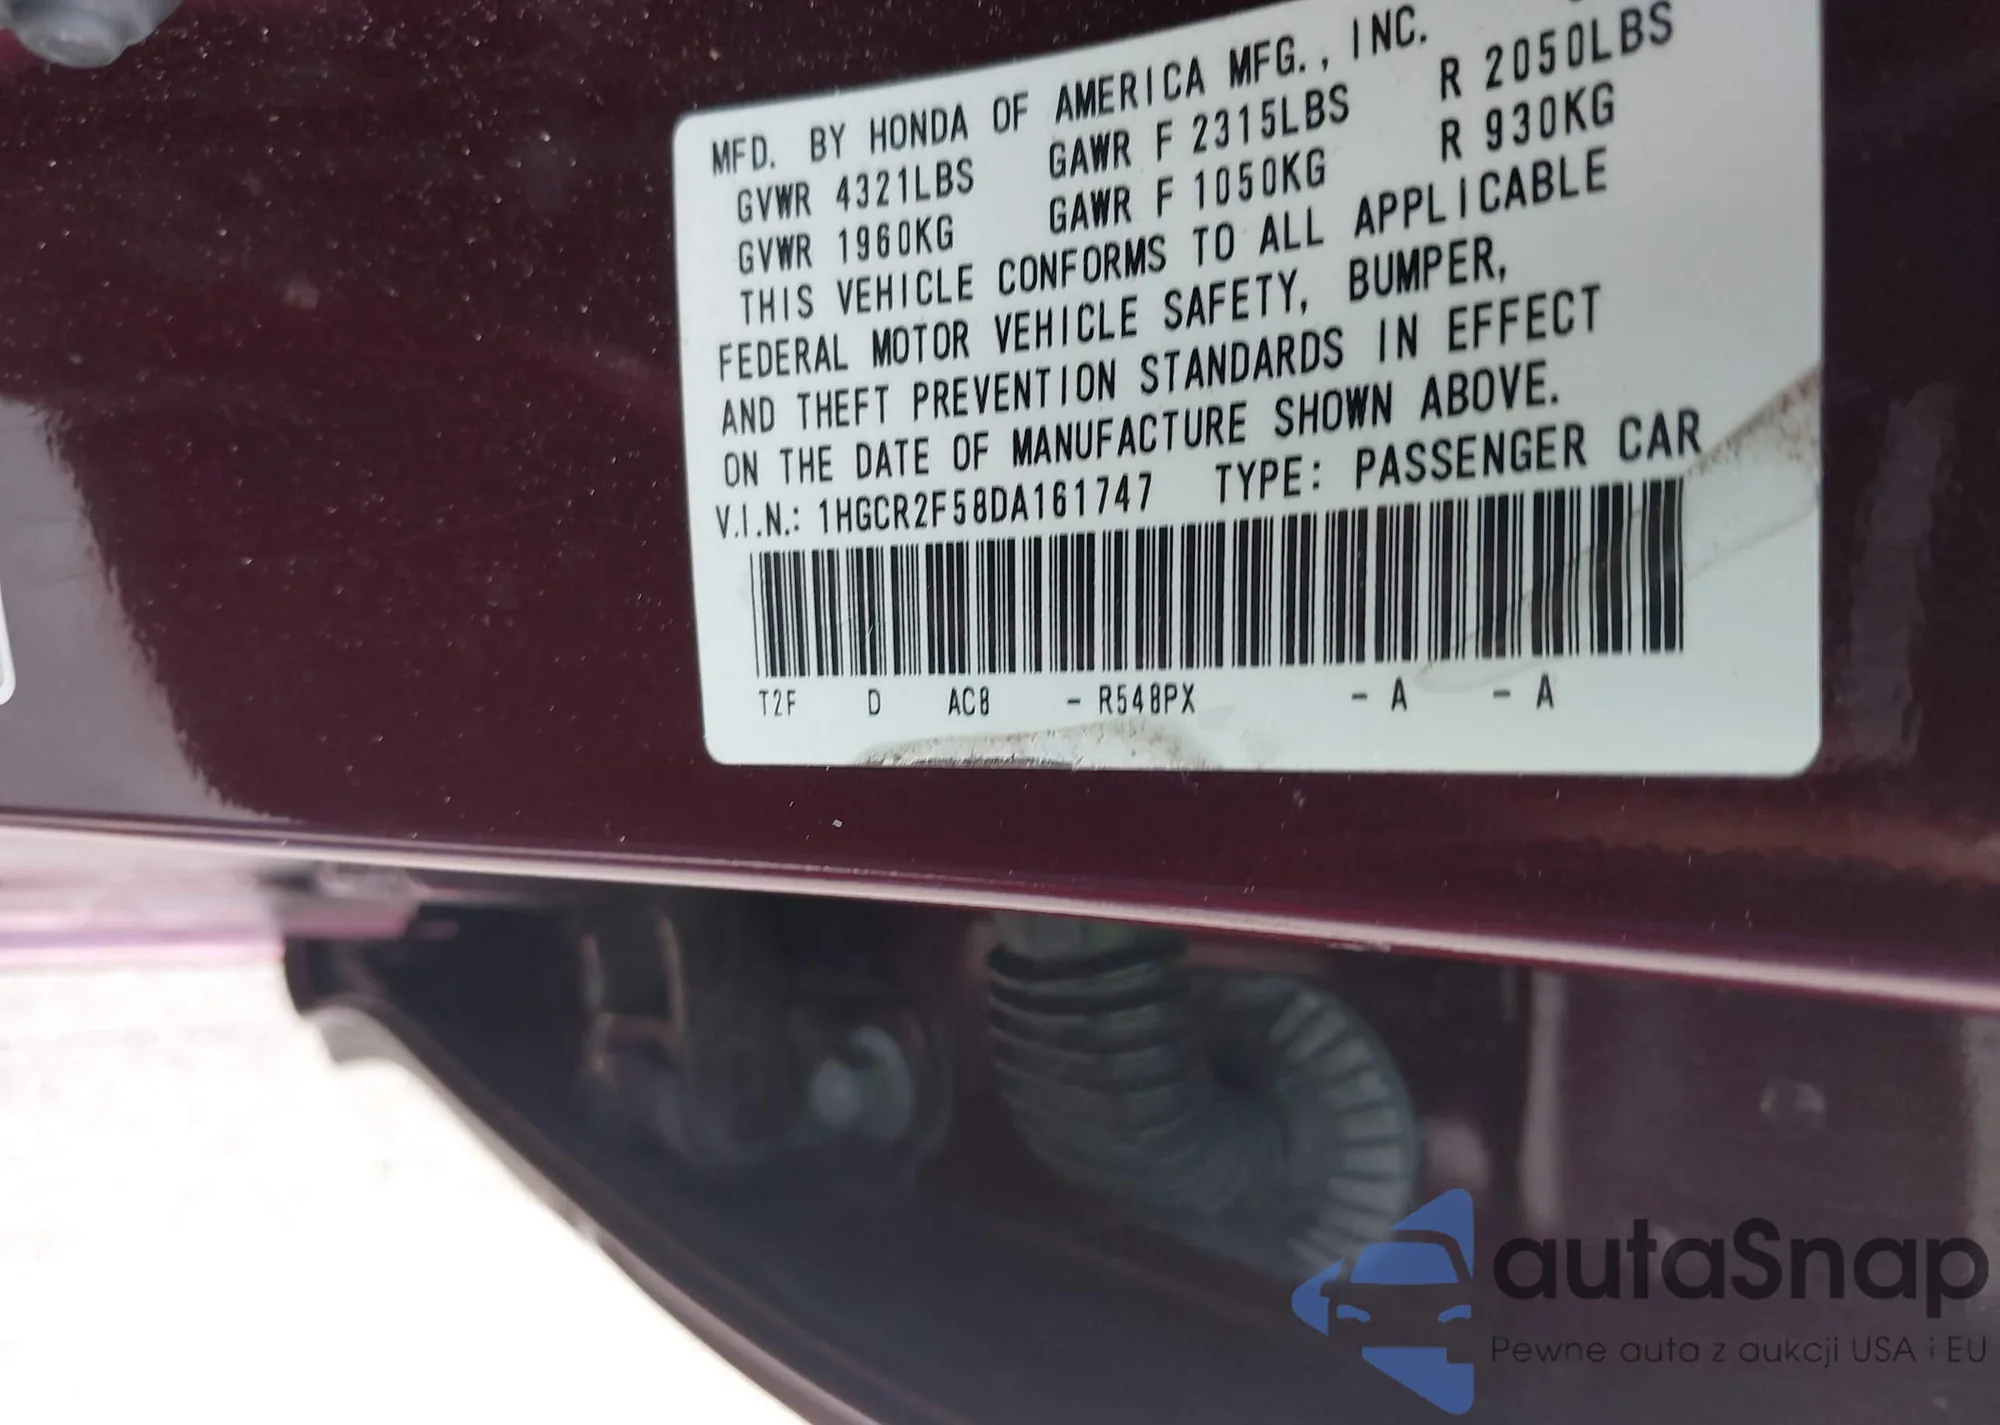 MFD. BY HONDA OF AMERICA MFG., INC.
GVWR 4321LBS GAWR F 2315LBS R 2050LBS
GVWR 1960KG GAWR F 1050KG R 930KG
THIS VEHICLE CONFORMS TO ALL APPLICABLE
FEDERAL MOTOR VEHICLE SAFETY, BUMPER,
AND THEFT PREVENTION STANDARDS IN EFFECT
ON THE DATE OF MANUFACTURE SHOWN ABOVE.
V.I.N.: 1HGCR2F58DA161747 TYPE: PASSENGER CAR
T2F D AC8 - R548PX - A - A
autaSnap
Pewne auta z aukcji USA i EU